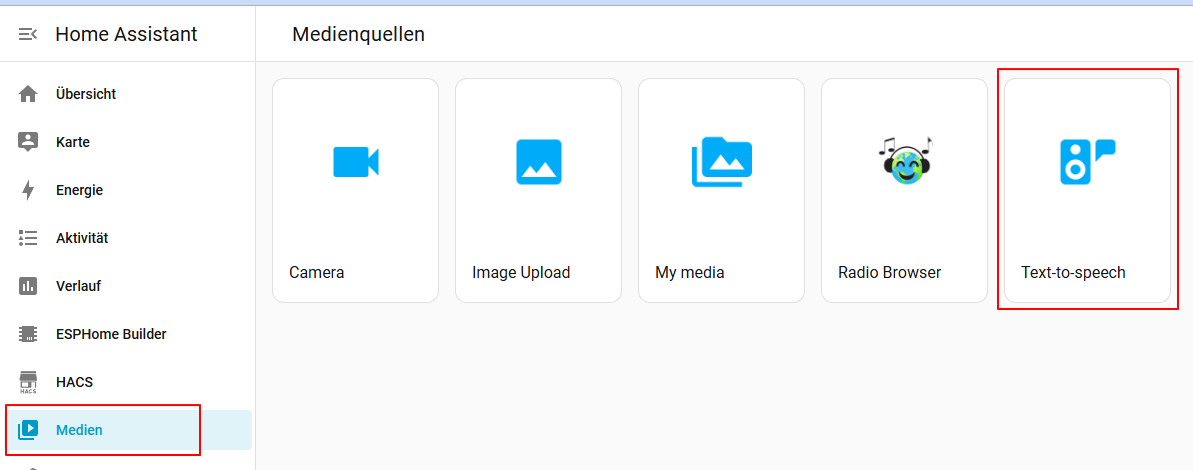 Home Assistant
Medienquellen
Übersicht
Karte
Energie
Aktivität
Verlauf
ESPHome Builder
HACS
HACS
Medien
Camera
Image Upload
My media
Radio Browser
Text-to-speech